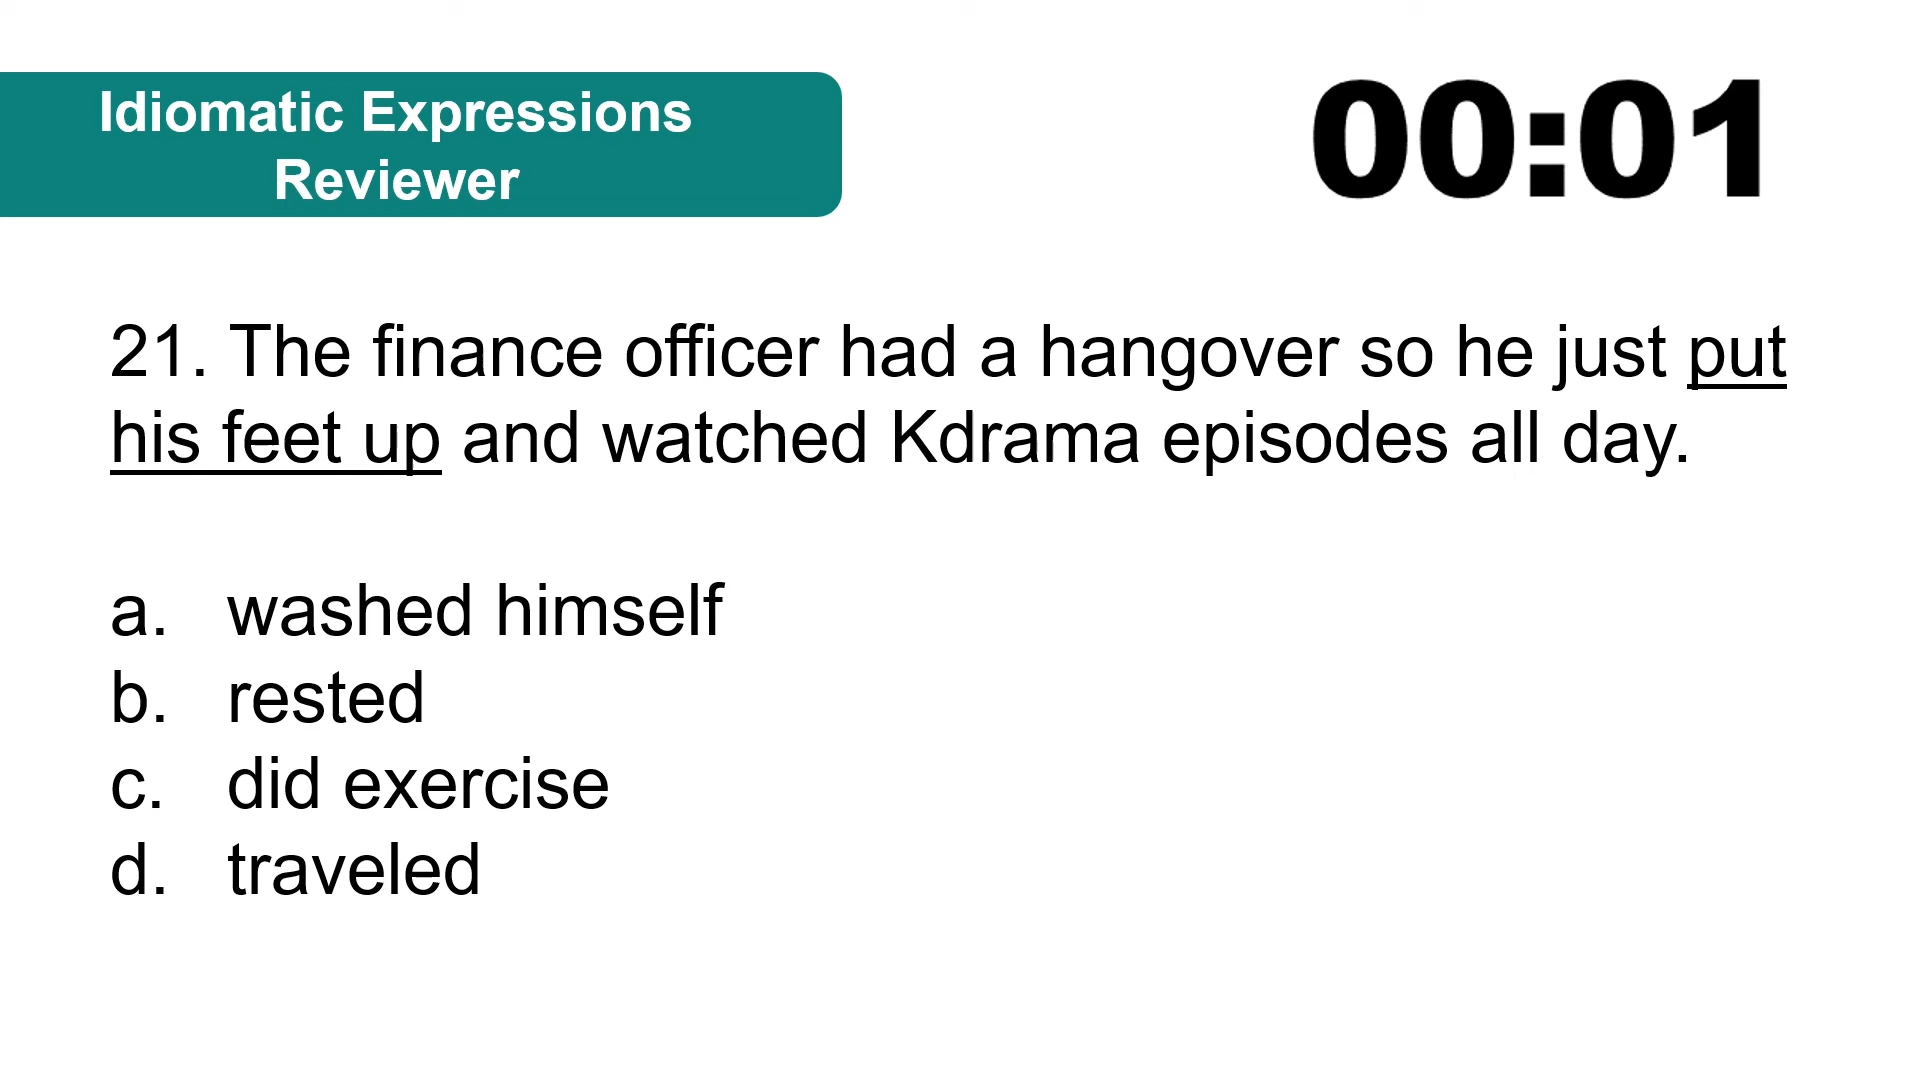 Idiomatic Expressions
Reviewer
00:01
21. The finance officer had a hangover so he just put
his feet up and watched Kdrama episodes all day.
a. washed himself
b. rested
c. did exercise
d. traveled